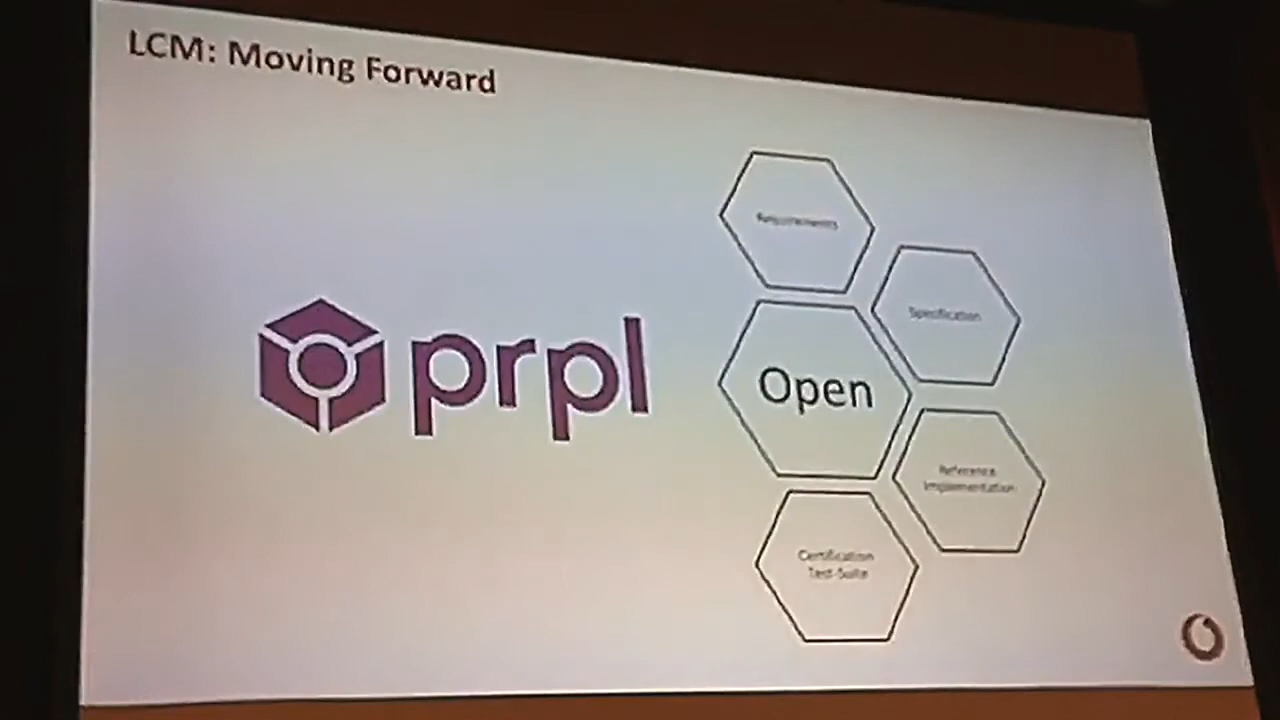 LCM: Moving Forward
prpl
Requirements
Specification
Open
Reference
Implementation
Certification
Test-Suite